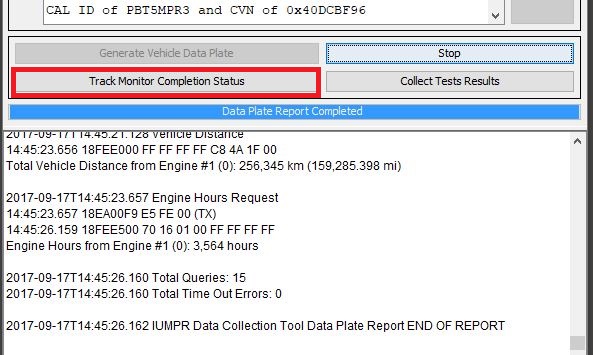 CAL ID of PBT5MPR3 and CVN of 0x40DCBF96
Generate Vehicle Data Plate
Stop
Track Monitor Completion Status
Collect Tests Results
Data Plate Report Completed
2017-09-17T14:45:21.128 Vehicle Distance
14:45:23.656 18FEE000 FF FF FF FF C8 4A 1F 00
Total Vehicle Distance from Engine #1 (0): 256,345 km (159,285.398 mi)
2017-09-17T14:45:23.657 Engine Hours Request
14:45:23.657 18EA00F9 E5 FE 00 (TX)
14:45:26.159 18FEE500 70 16 01 00 FF FF FF FF
Engine Hours from Engine #1 (0): 3,564 hours
2017-09-17T14:45:26.160 Total Queries: 15
2017-09-17T14:45:26.160 Total Time Out Errors: 0
2017-09-17T14:45:26.162 IUMPR Data Collection Tool Data Plate Report END OF REPORT